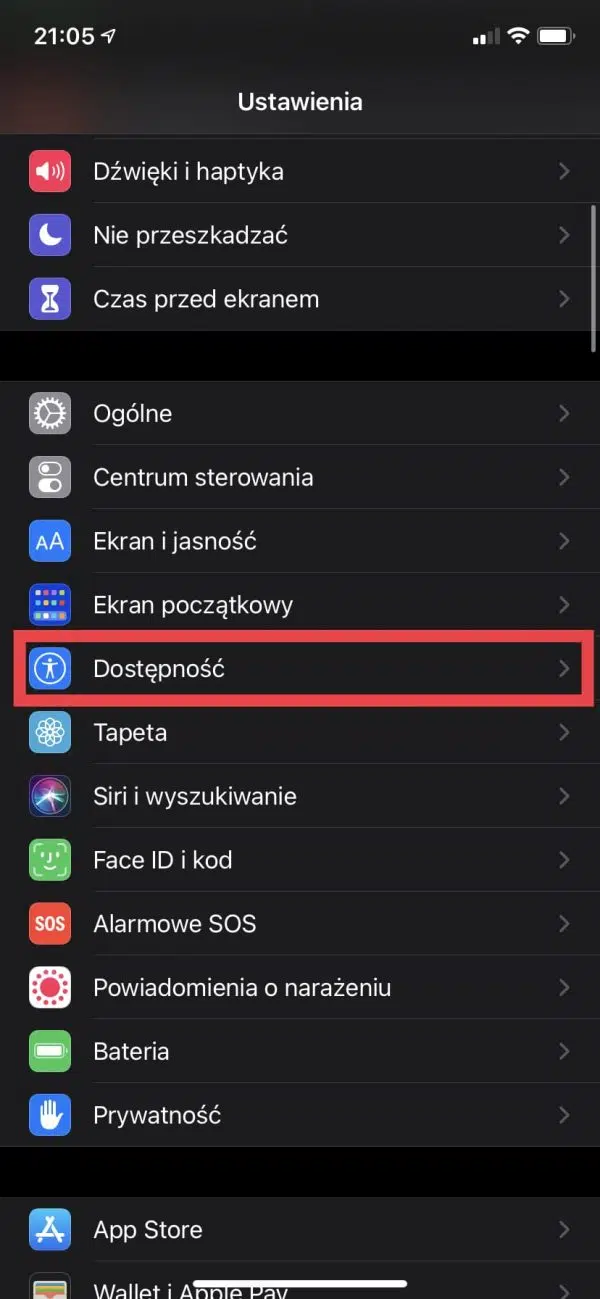 21:05
Ustawienia
Dźwięki i haptyka
Nie przeszkadzać
Czas przed ekranem
Ogólne
Centrum sterowania
AA
Ekran i jasność
Ekran początkowy
Dostępność
Tapeta
Siri i wyszukiwanie
Face ID i kod
SOS
Alarmowe SOS
Powiadomienia o narażeniu
Bateria
Prywatność
App Store
Wallet i Apple Pay